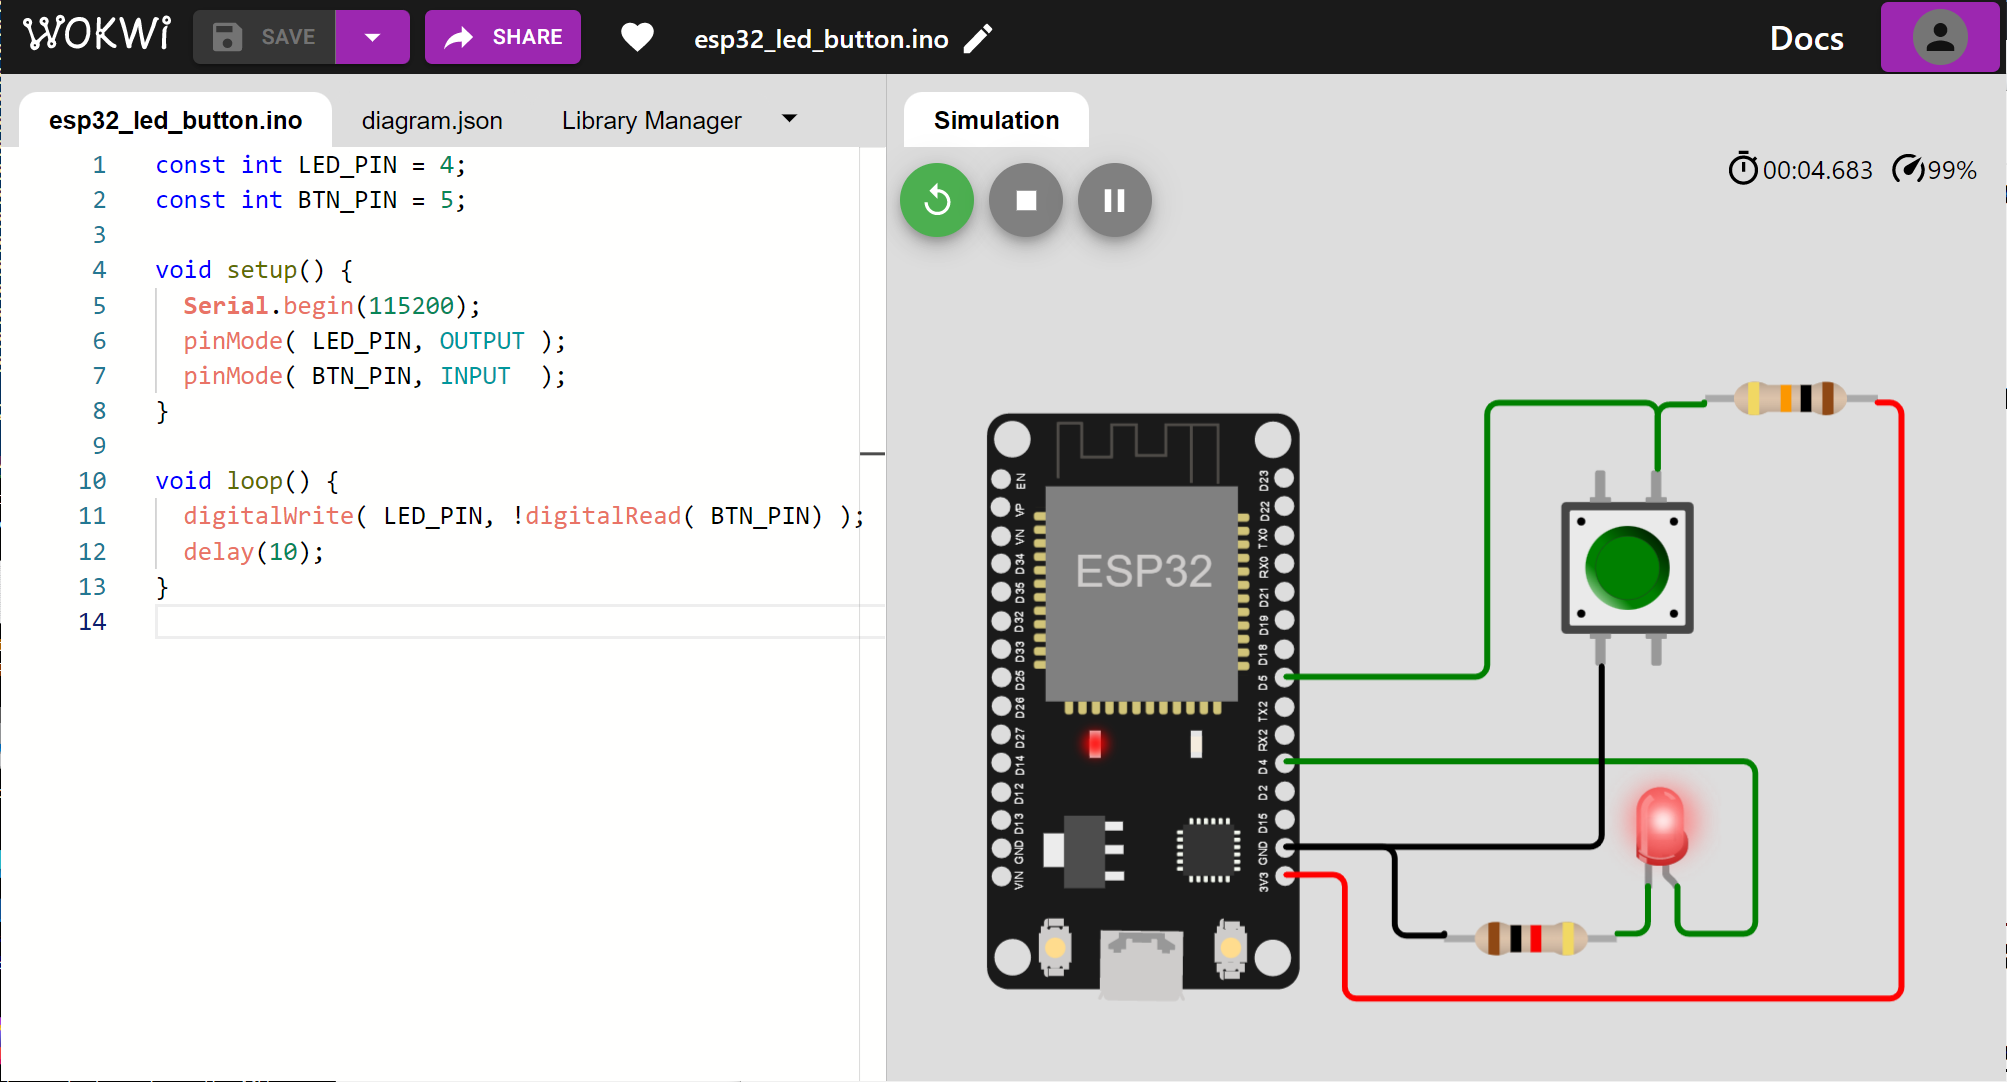 WOKWi SAVE SHARE esp32_led_button.ino Docs
esp32_led_button.ino diagram.json Library Manager
1 const int LED_PIN = 4;
2 const int BTN_PIN = 5;
3
4 void setup() {
5 Serial.begin(115200);
6 pinMode( LED_PIN, OUTPUT );
7 pinMode( BTN_PIN, INPUT  );
8 }
9
10 void loop() {
11 digitalWrite( LED_PIN, !digitalRead( BTN_PIN) );
12 delay(10);
13 }
14
Simulation
00:04.683 99%
ESP32
EN
VP
VN
D34
D35
D32
D33
D25
D26
D27
D14
D12
D13
GND
VIN
D23
D22
TX0
RX0
D21
D19
D18
D5
TX2
RX2
D4
D2
D15
GND
3V3